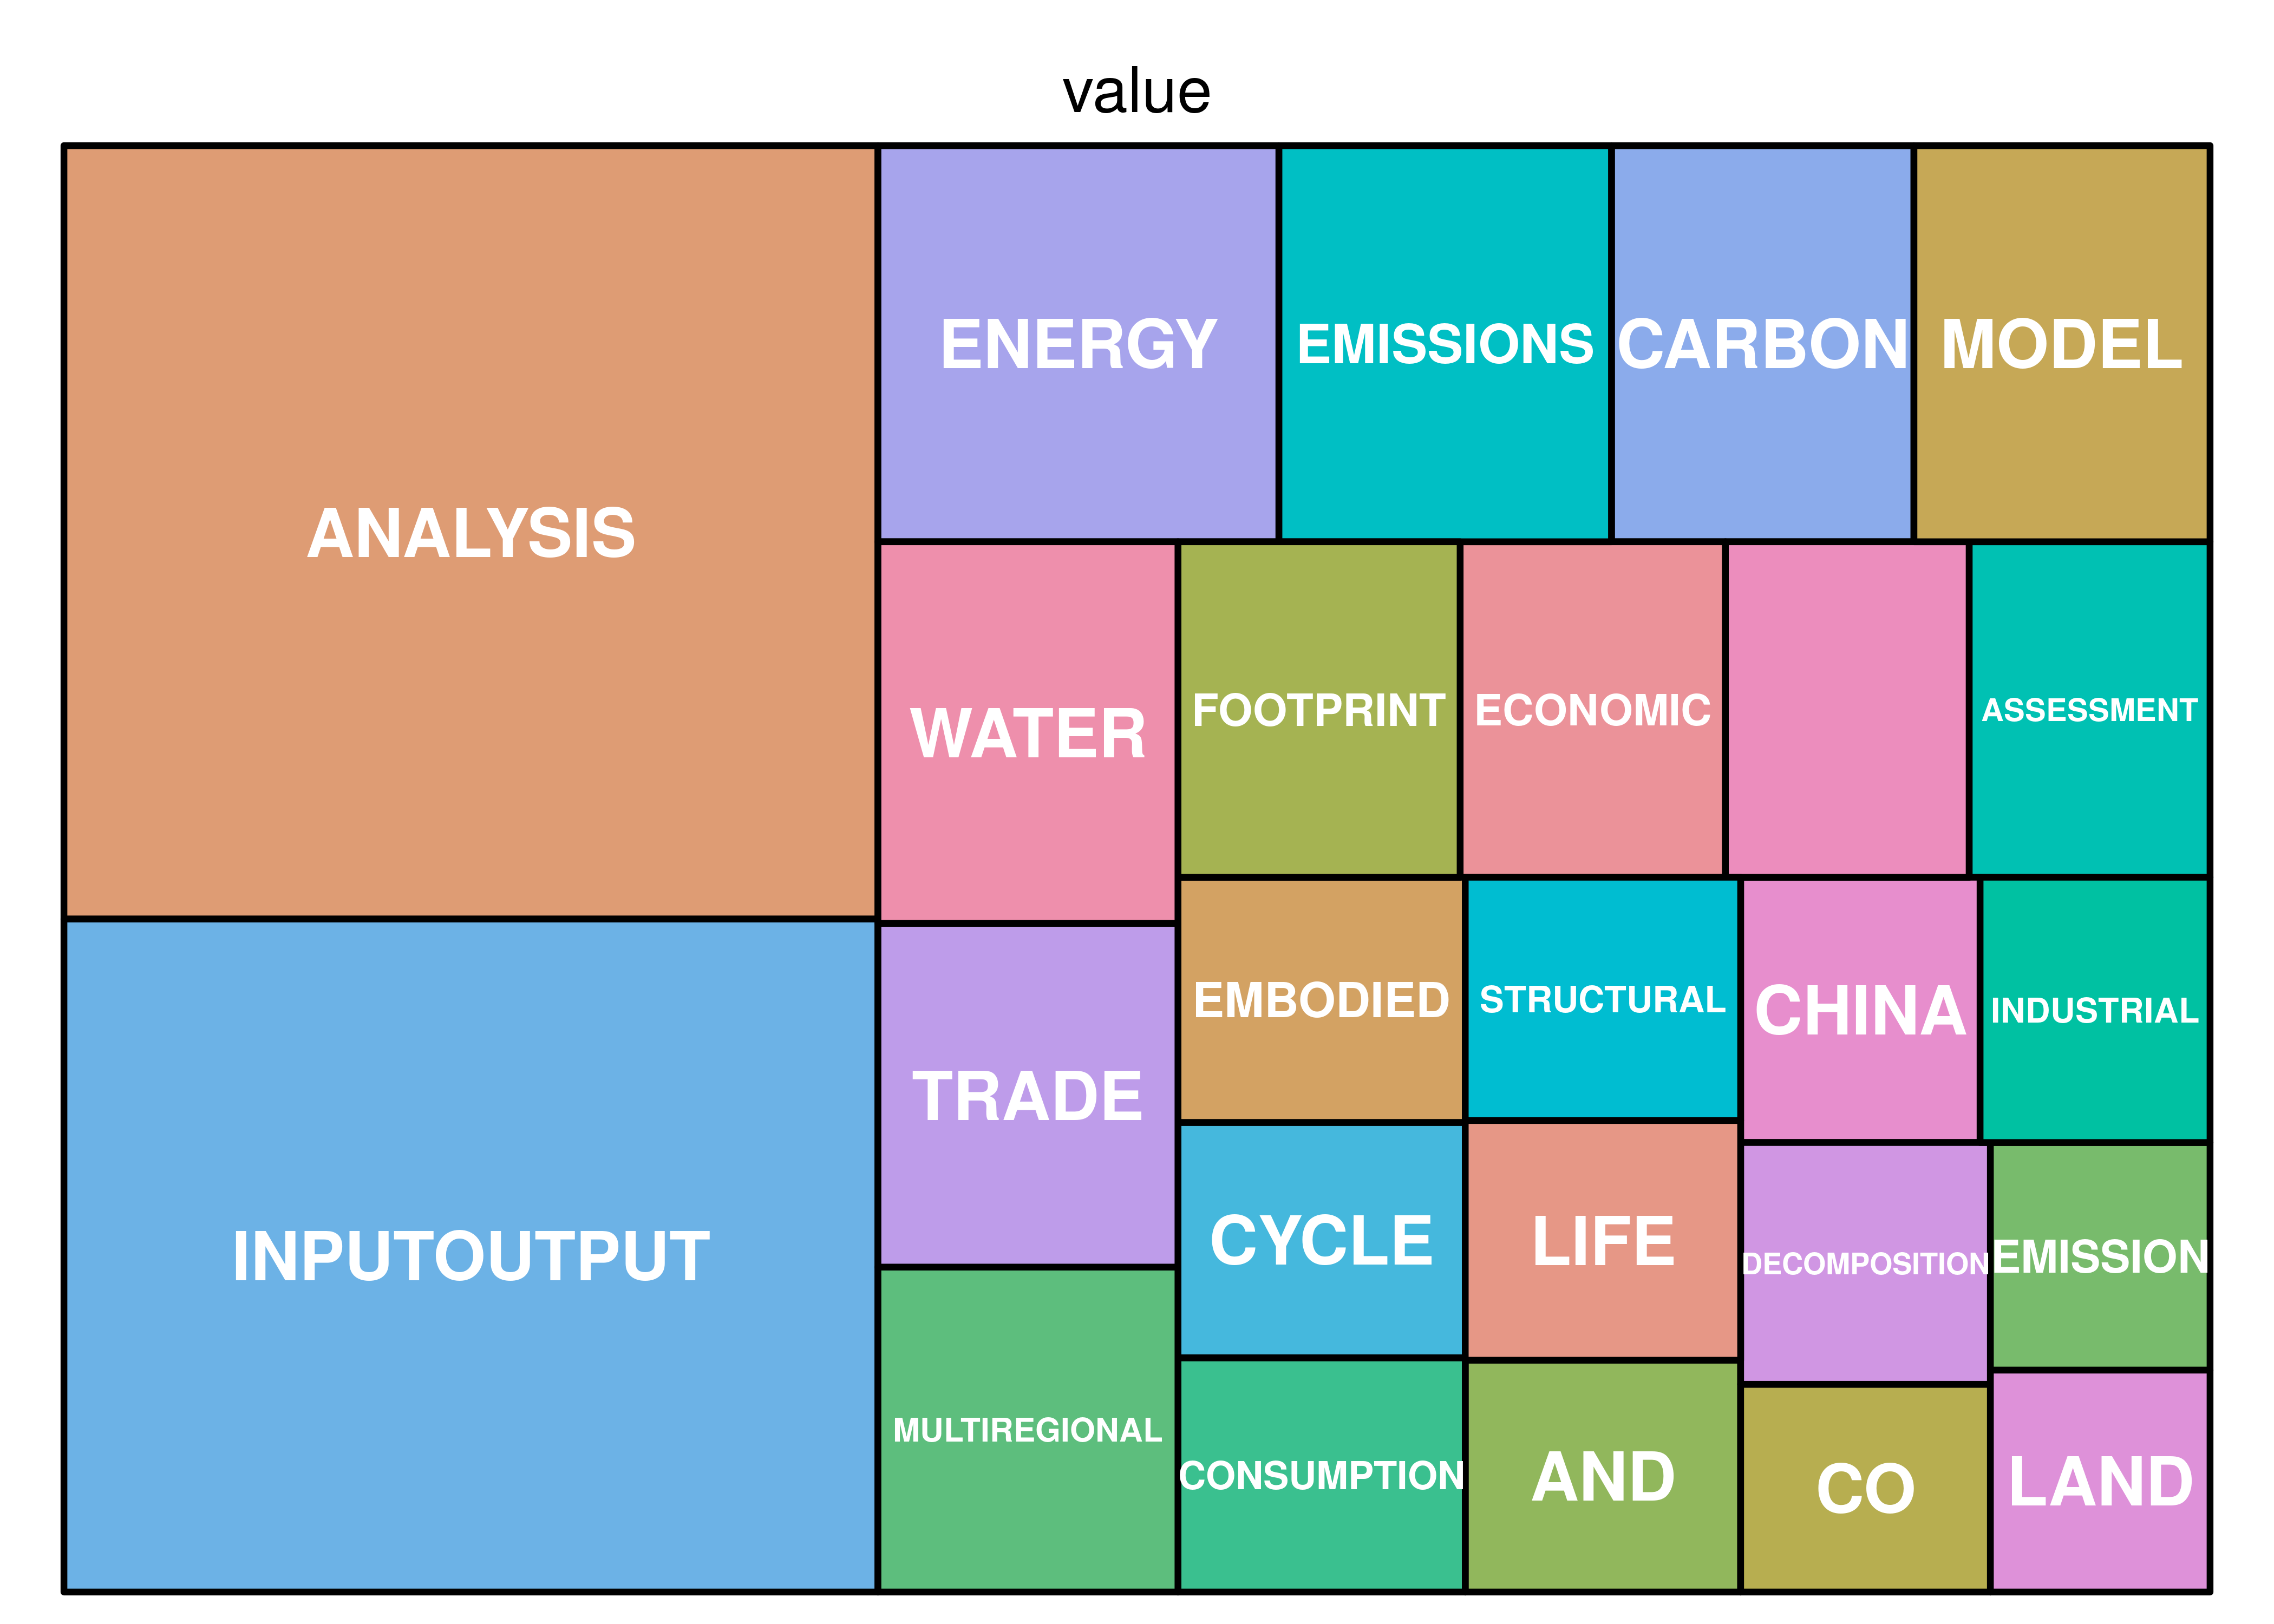 value
ANALYSIS
INPUTOUTPUT
ENERGY
EMISSIONS
CARBON
MODEL
WATER
FOOTPRINT
ECONOMIC
ASSESSMENT
TRADE
EMBODIED
STRUCTURAL
CHINA
INDUSTRIAL
CYCLE
LIFE
DECOMPOSITION
EMISSION
MULTIREGIONAL
CONSUMPTION
AND
CO
LAND